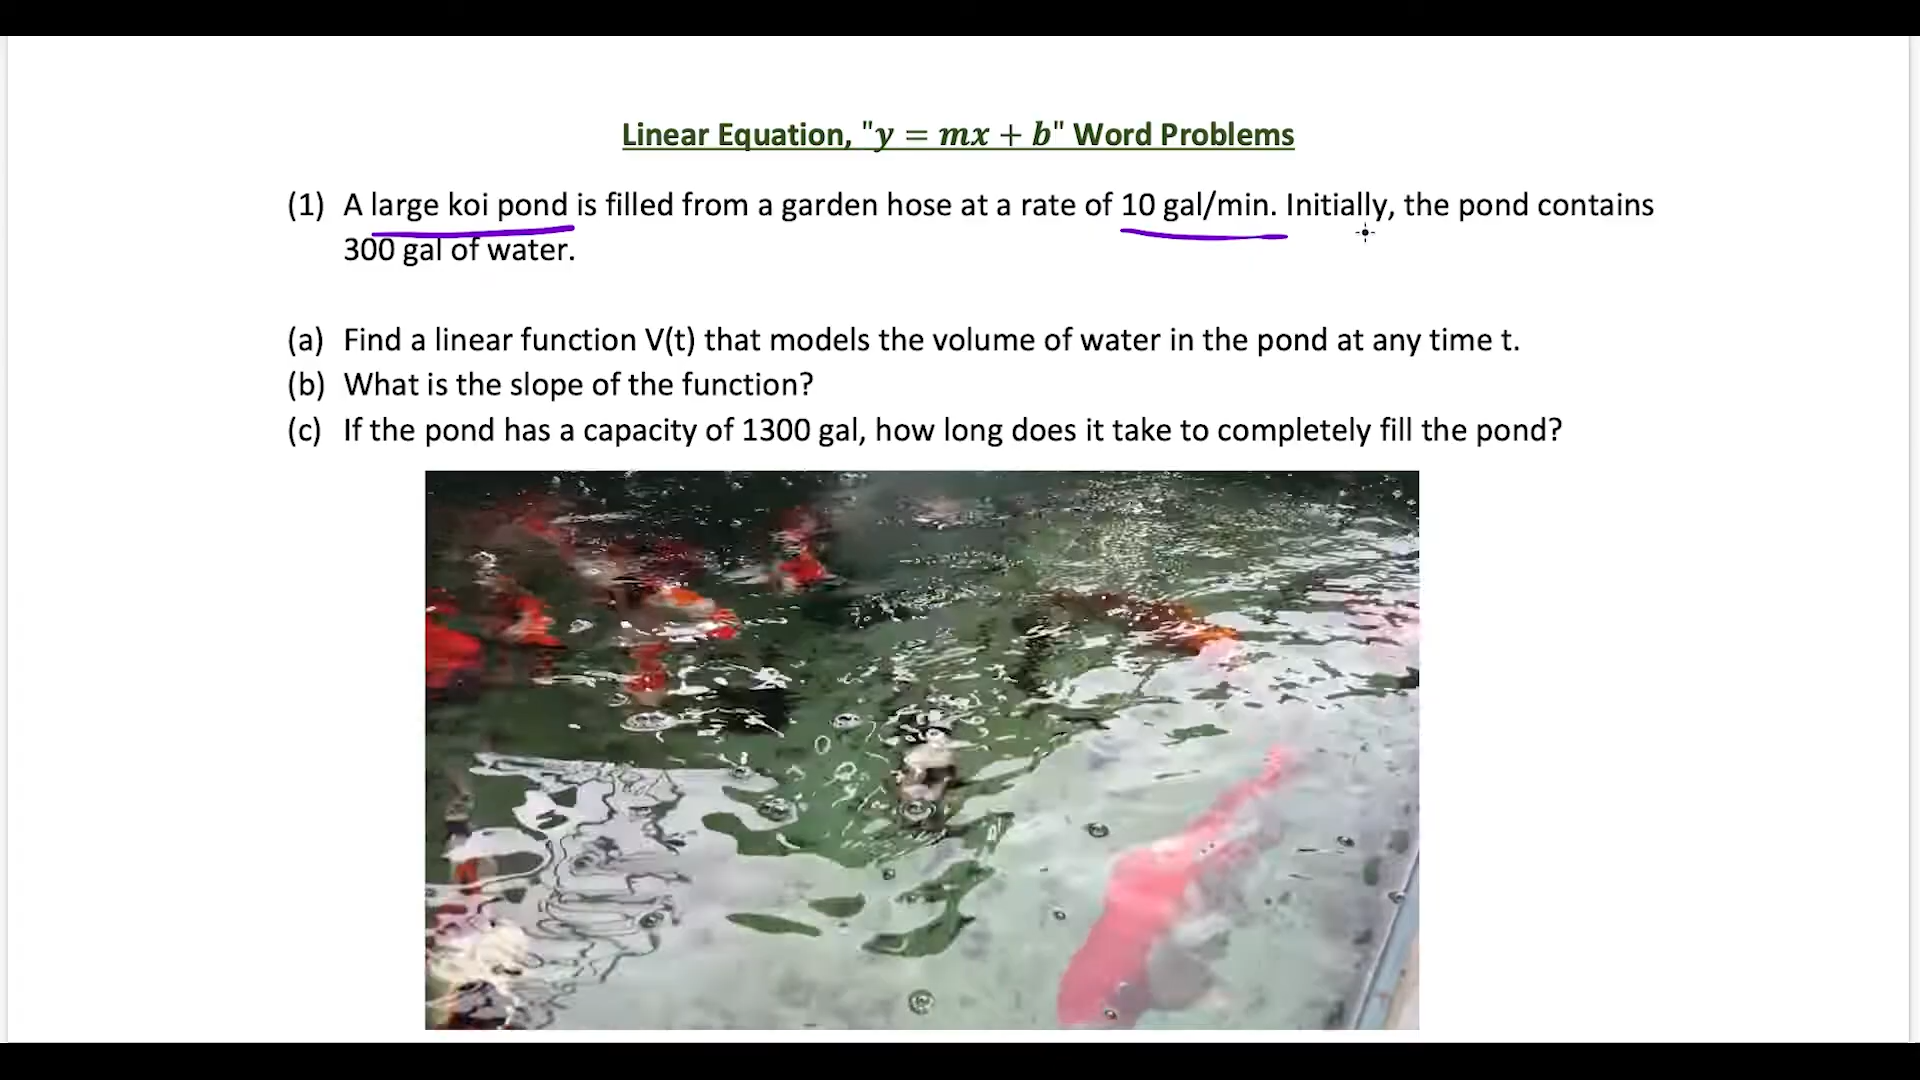 Linear Equation, "y = mx + b" Word Problems
(1) A large koi pond is filled from a garden hose at a rate of 10 gal/min. Initially, the pond contains
300 gal of water.
(a) Find a linear function V(t) that models the volume of water in the pond at any time t.
(b) What is the slope of the function?
(c) If the pond has a capacity of 1300 gal, how long does it take to completely fill the pond?